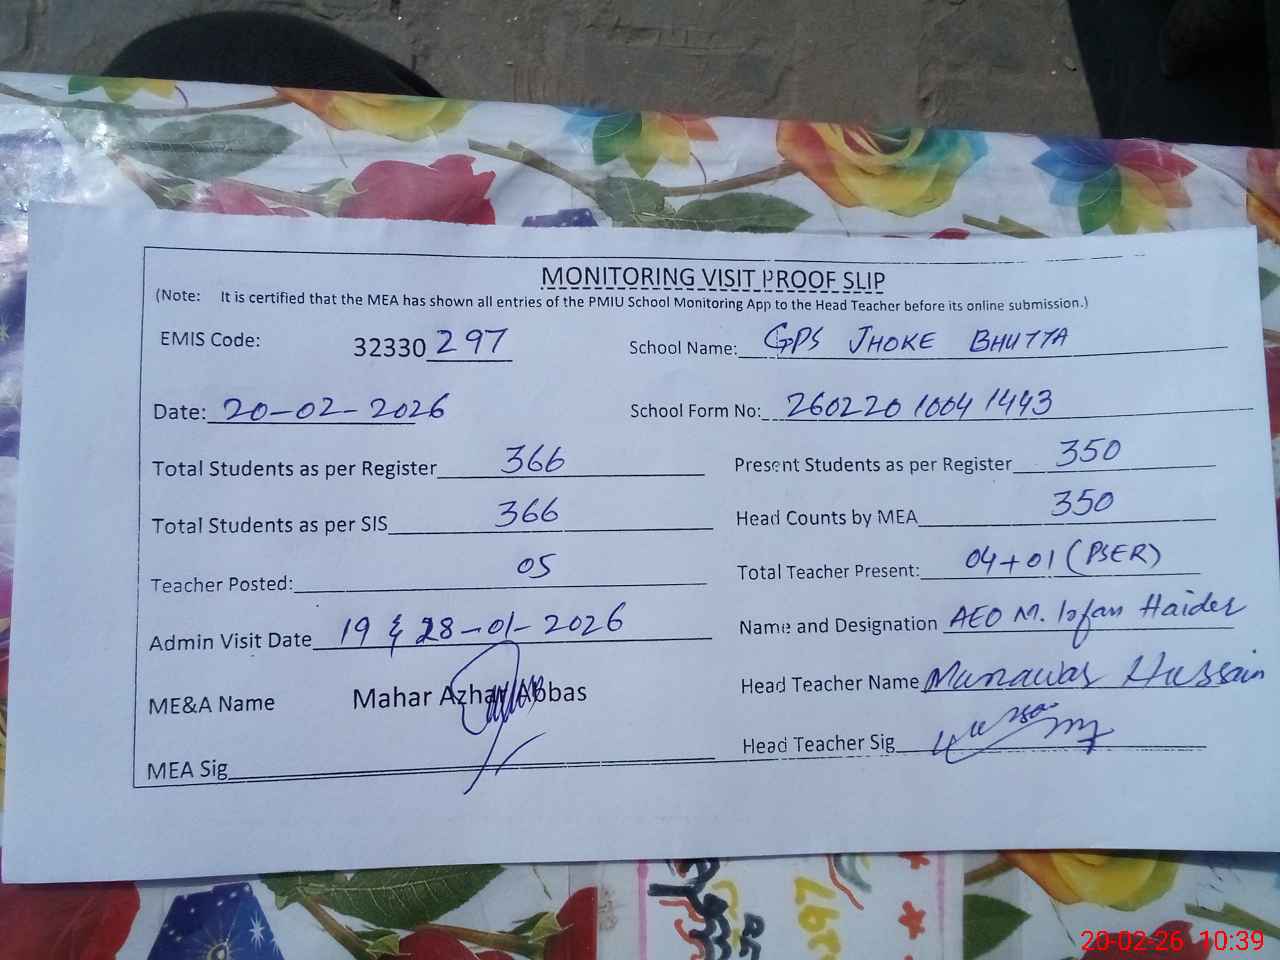 MONITORING VISIT PROOF SLIP
(Note: It is certified that the MEA has shown all entries of the PMIU School Monitoring App to the Head Teacher before its online submission.)
EMIS Code: 32330 297 School Name: GPS JHOKE BHUTTA
Date: 20-02-2026 School Form No: 26022010041443
Total Students as per Register 366 Present Students as per Register 350
Total Students as per SIS 366 Head Counts by MEA 350
Teacher Posted: 05 Total Teacher Present: 04+01 (PSER)
Admin Visit Date 19 & 28-01-2026 Name and Designation AEO M. Irfan Haider
ME&A Name Mahar Azhar Abbas Head Teacher Name Munawar Hussain
MEA Sig Head Teacher Sig
20-02-26 10:39